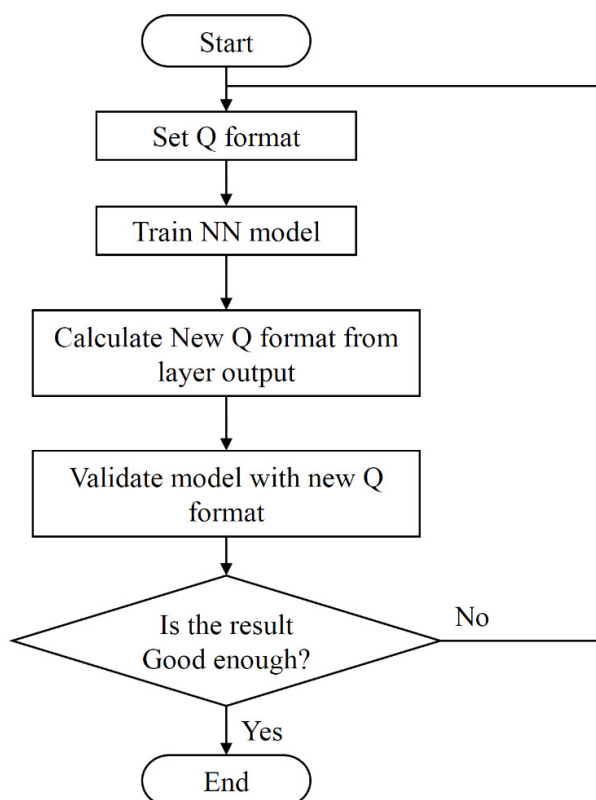 Start
Set Q format
Train NN model
Calculate New Q format from
layer output
Validate model with new Q
format
Is the result
Good enough?
No
Yes
End